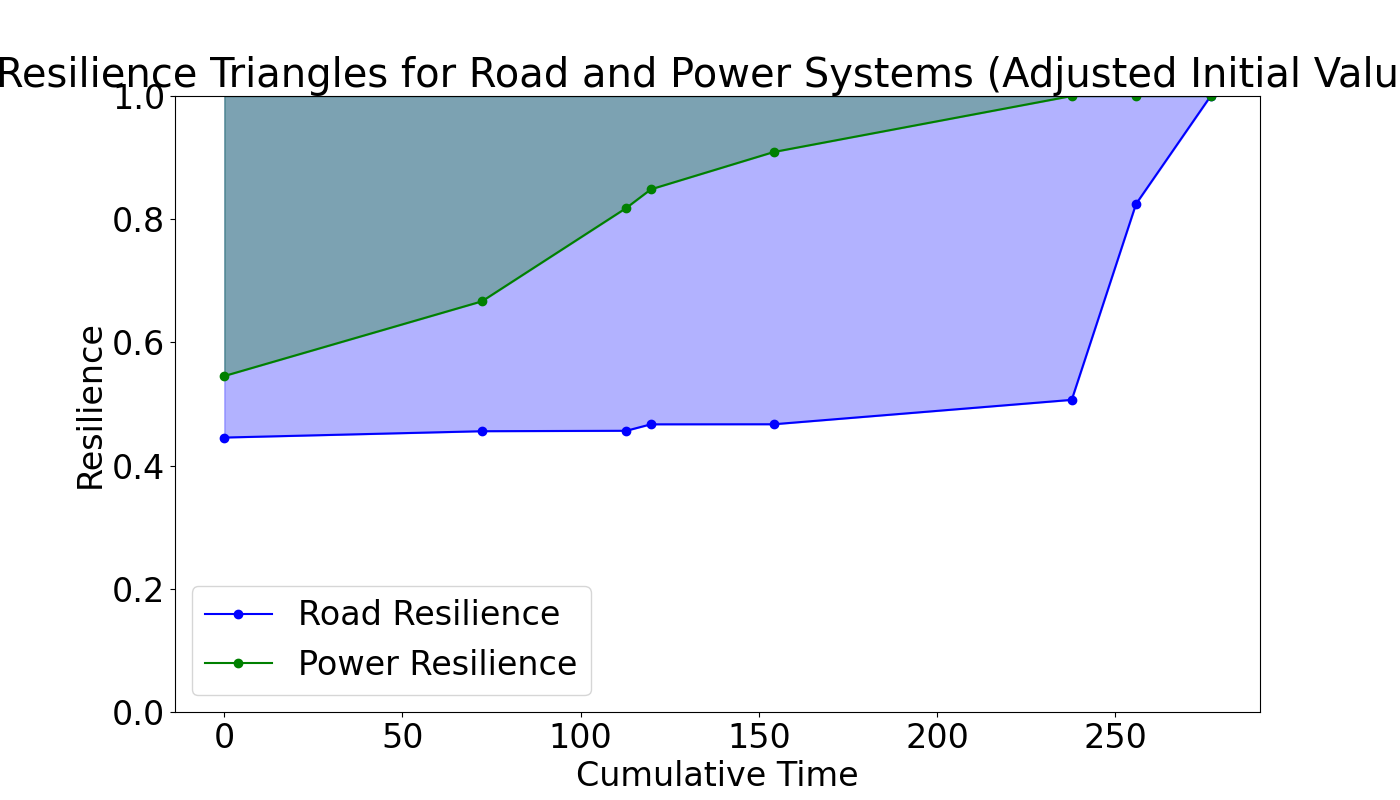 Resilience Triangles for Road and Power Systems (Adjusted Initial
1.0
0.8
0.6
0.4
0.2
0.0
Resilience
Road Resilience
Power Resilience
0 50 100 150 200 250
Cumulative Time